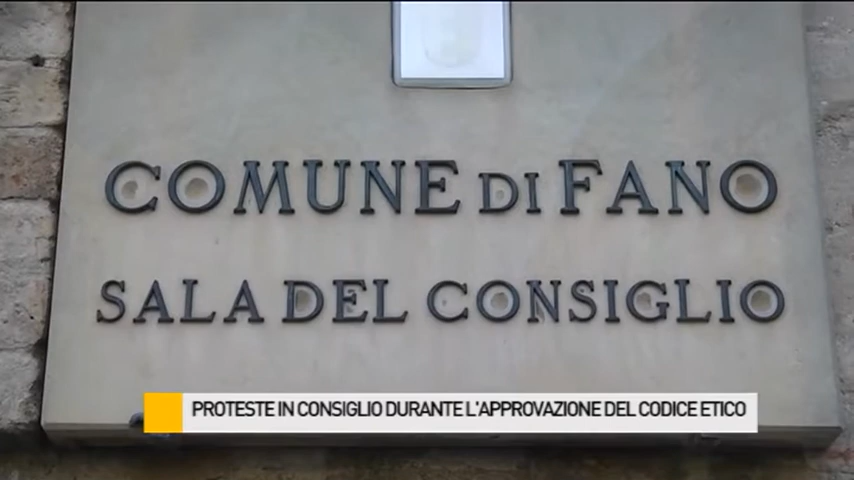 COMUNE DI FANO
SALA DEL CONSIGLIO
PROTESTE IN CONSIGLIO DURANTE L'APPROVAZIONE DEL CODICE ETICO